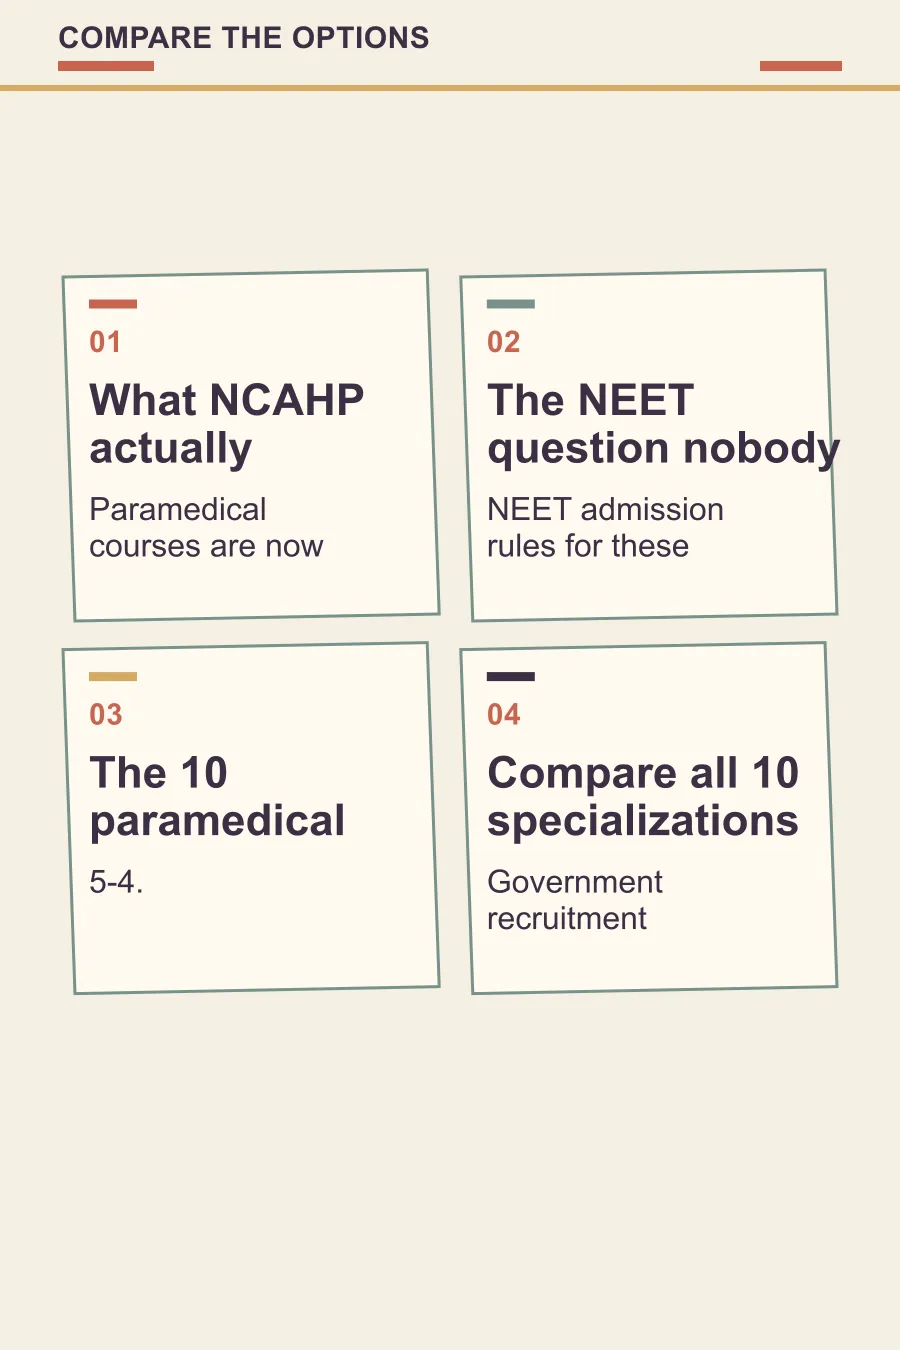 COMPARE THE OPTIONS
01
What NCAHP
actually
Paramedical
courses are now
02
The NEET
question nobody
NEET admission
rules for these
03
The 10
paramedical
5-4.
04
Compare all 10
specializations
Government
recruitment